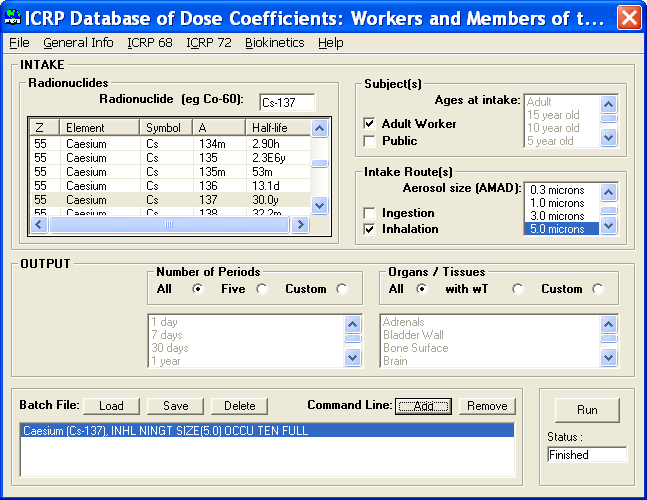 ICRP Database of Dose Coefficients: Workers and Members of t...
File General Info ICRP 68 ICRP 72 Biokinetics Help
INTAKE
Radionuclides
Radionuclide (eg Co-60): Cs-137
Z Element Symbol A Half-life
55 Caesium Cs 134m 2.90h
55 Caesium Cs 135 2.3E6y
55 Caesium Cs 135m 53m
55 Caesium Cs 136 13.1d
55 Caesium Cs 137 30.0y
55 Caesium Cs 138 32.2m
Subject(s)
Ages at intake:
Adult
15 year old
10 year old
5 year old
Adult Worker
Public
Intake Route(s)
Aerosol size (AMAD):
0.3 microns
1.0 microns
3.0 microns
5.0 microns
Ingestion
Inhalation
OUTPUT
Number of Periods
All Five Custom
1 day
7 days
30 days
1 year
Organs / Tissues
All with wT Custom
Adrenals
Bladder Wall
Bone Surface
Brain
Batch File: Load Save Delete Command Line: Add Remove
Caesium (Cs-137), INHL NINGT SIZE(5.0) OCCU TEN FULL
Run
Status :
Finished